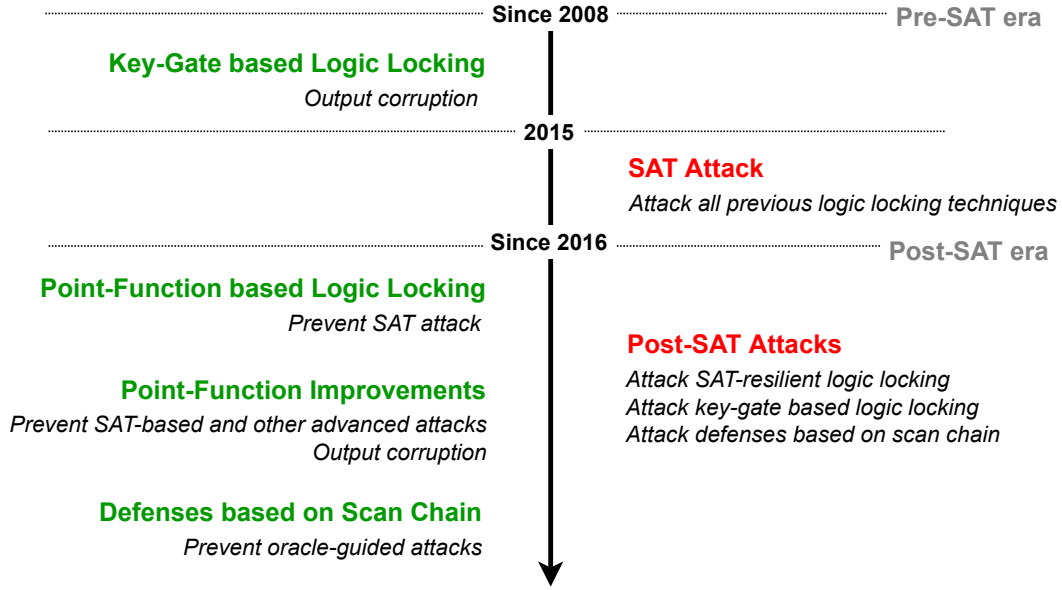 Since 2008
Pre-SAT era
Key-Gate based Logic Locking
Output corruption
2015
SAT Attack
Attack all previous logic locking techniques
Since 2016
Post-SAT era
Point-Function based Logic Locking
Prevent SAT attack
Post-SAT Attacks
Attack SAT-resilient logic locking
Attack key-gate based logic locking
Attack defenses based on scan chain
Point-Function Improvements
Prevent SAT-based and other advanced attacks
Output corruption
Defenses based on Scan Chain
Prevent oracle-guided attacks